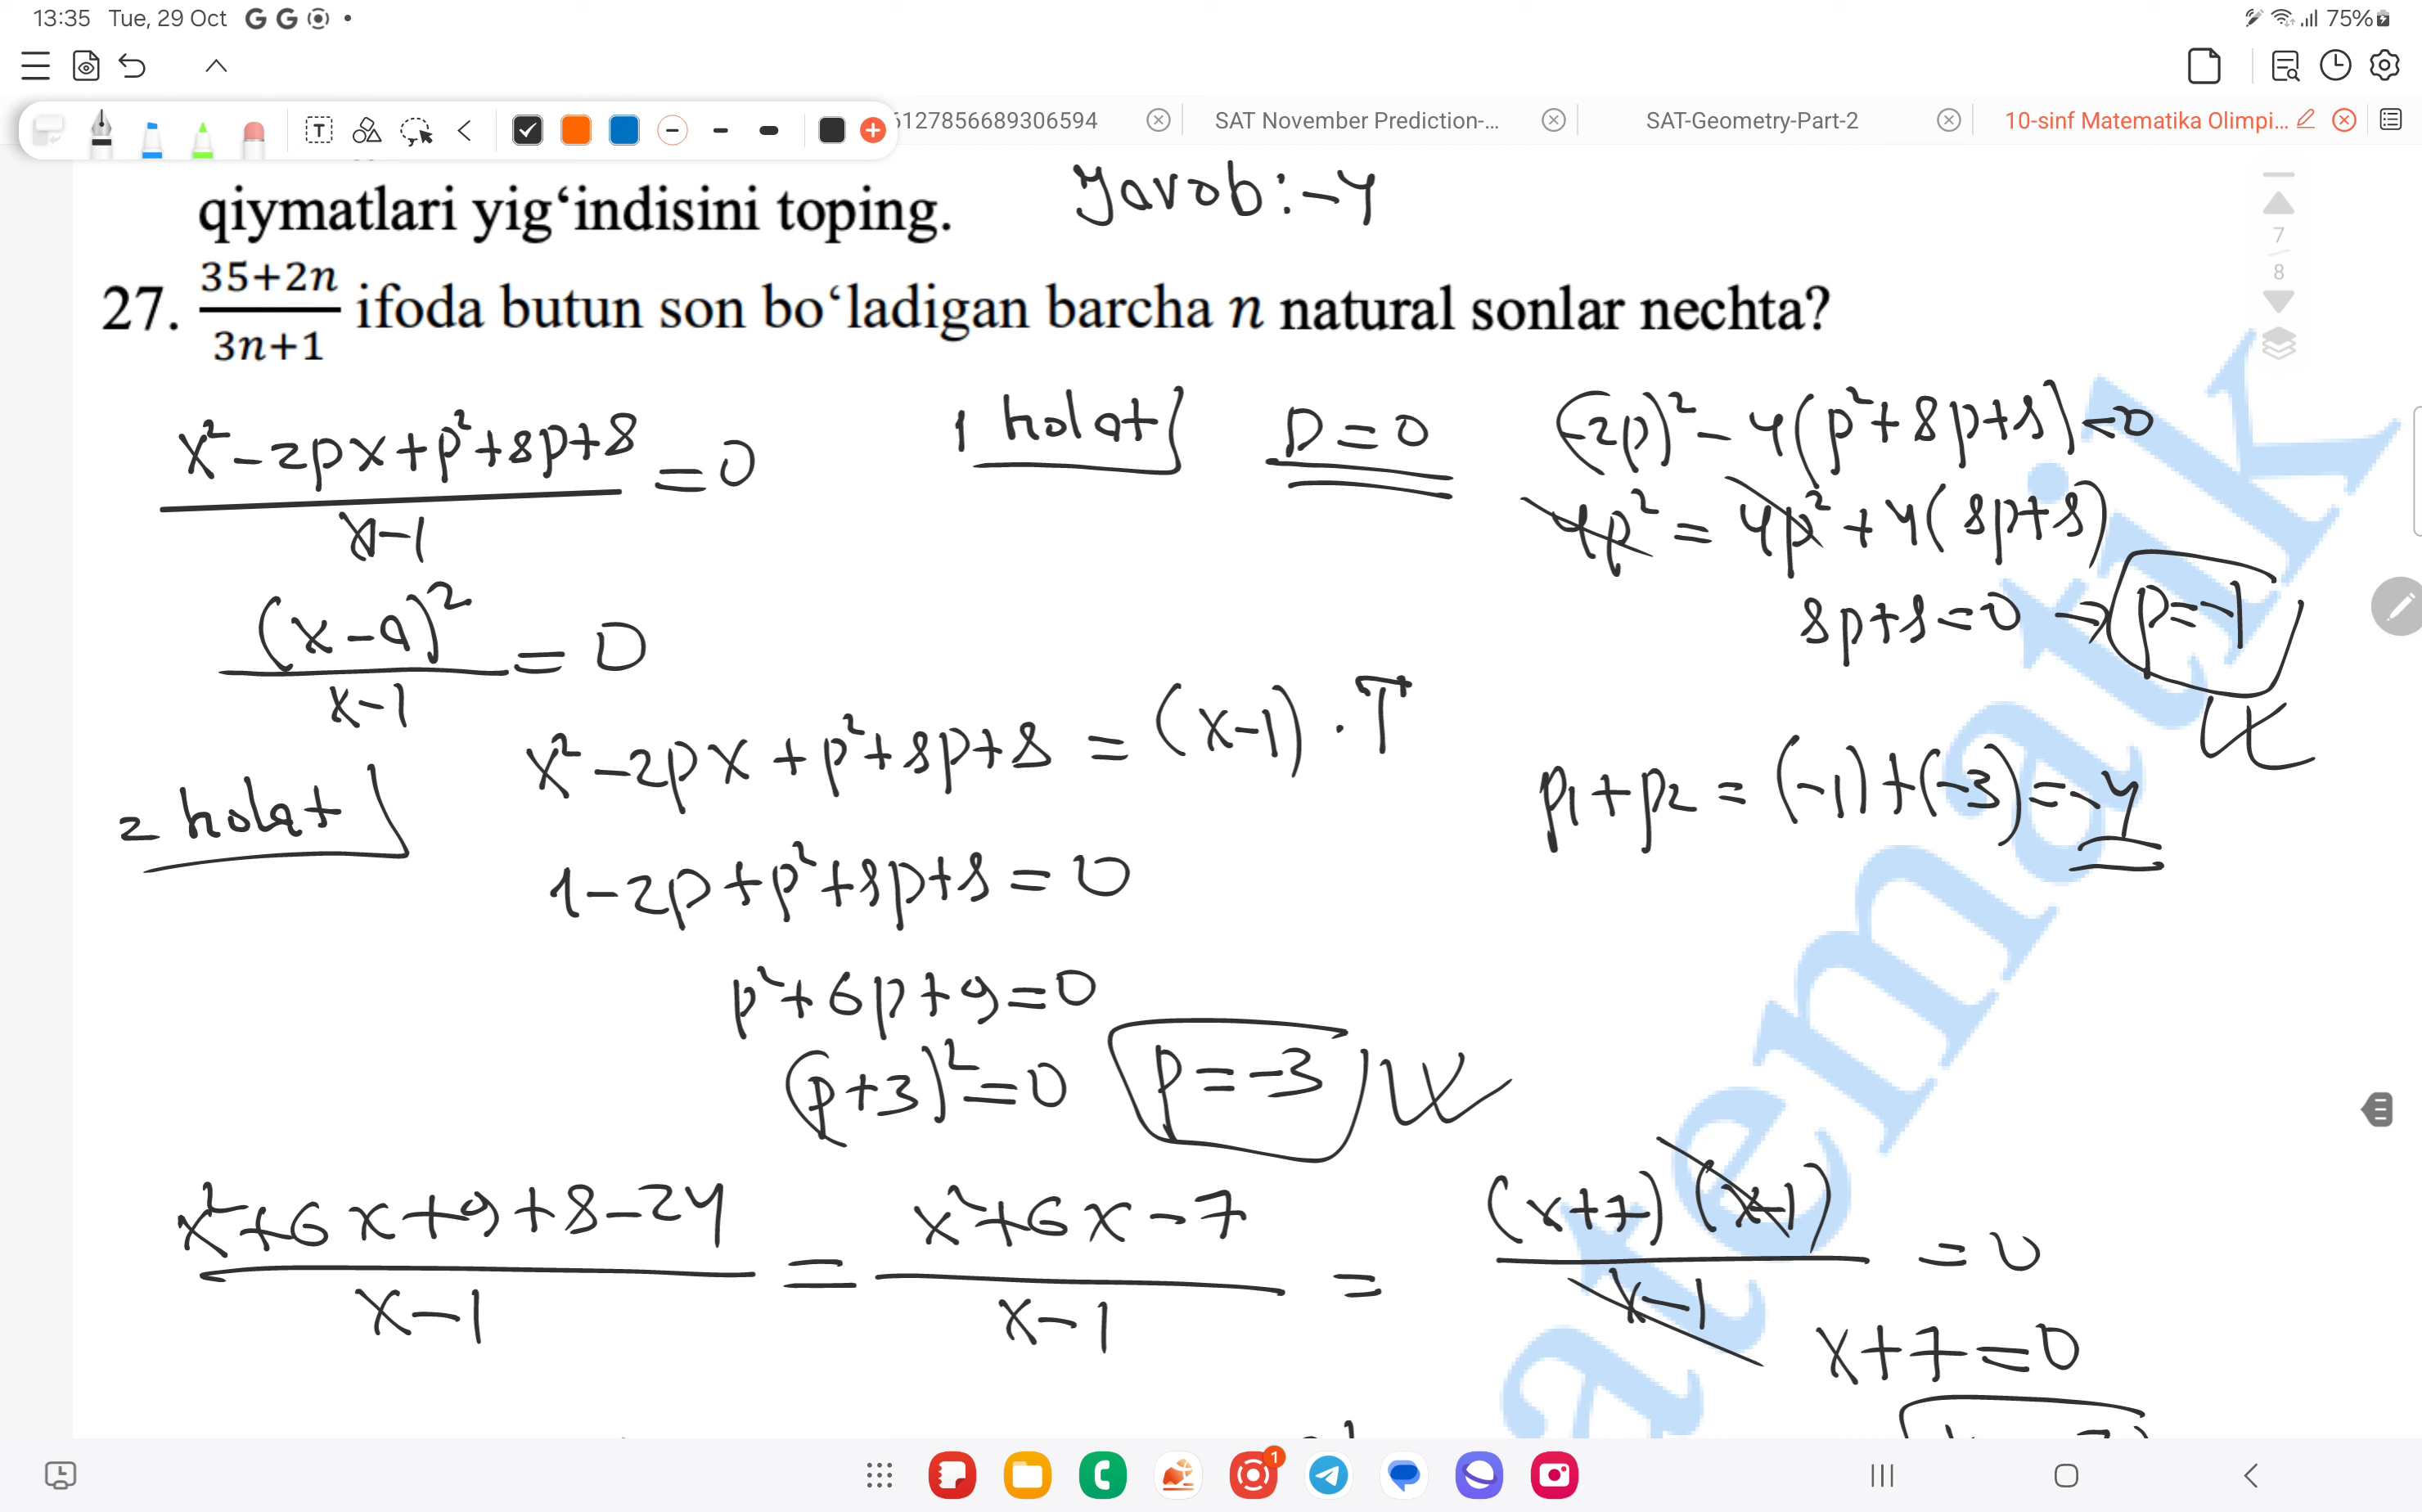 13:35 Tue, 29 Oct G G 75%
6127856689306594 SAT November Prediction-... SAT-Geometry-Part-2 10-sinf Matematika Olimpi...
qiymatlari yig‘indisini toping. Javob: -4
27. (35+2n)/(3n+1) ifoda butun son bo‘ladigan barcha n natural sonlar nechta?
7
8
(x²-2px+p²+8p+8)/(x-1) = 0
1 holat D=0 (-2p)²-4(p²+8p+8)=0
4p² = 4p²+4(8p+8)
8p+8=0 ⇒ p=-1
(x-a)²/(x-1) = 0
2 holat x²-2px+p²+8p+8 = (x-1)·T
p1+p2 = (-1)+(-3)=-4
1-2p+p²+8p+8=0
p²+6p+9=0
(p+3)²=0 p=-3
(x²+6x+9+8-24)/(x-1) = (x²+6x-7)/(x-1) = (x+7)(x-1)/(x-1) = 0
x+7=0
atematik
1